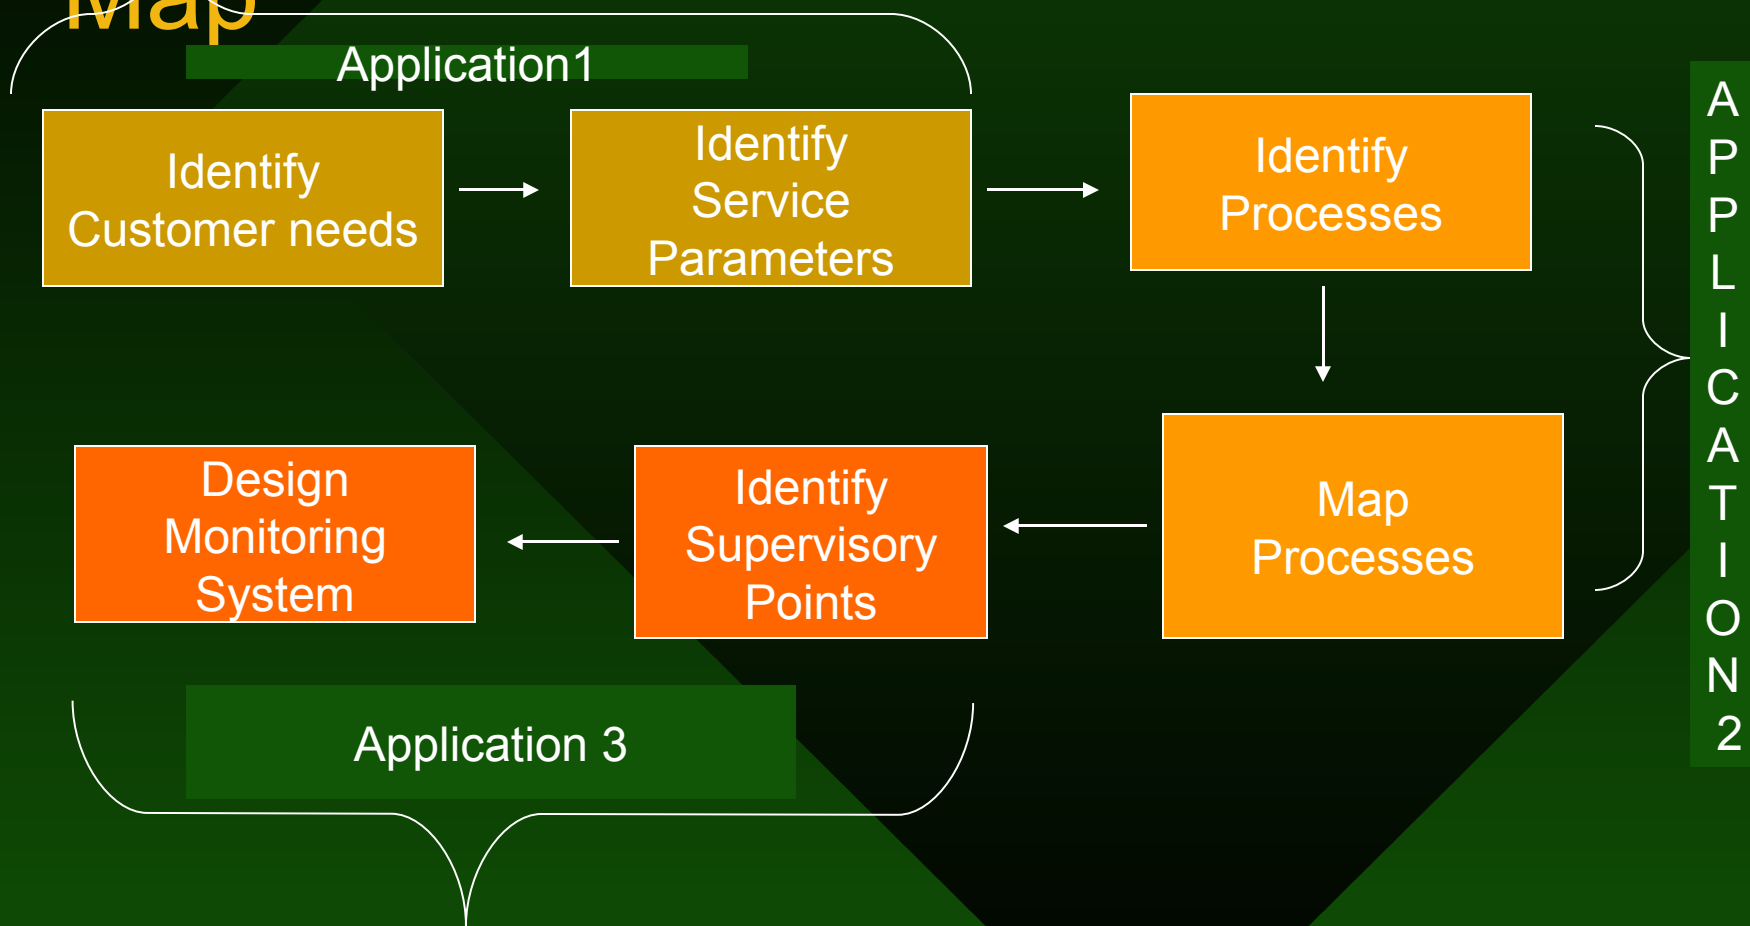 Map
Application1
Identify
Customer needs
Identify
Service
Parameters
Identify
Processes
A
P
P
L
I
C
A
T
I
O
N
2
Design
Monitoring
System
Identify
Supervisory
Points
Map
Processes
Application 3